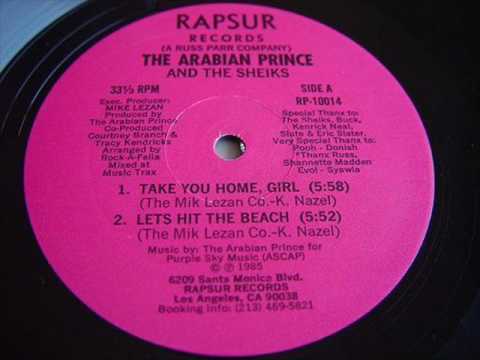 RAPSUR
RECORDS
(A RUSS PARR COMPANY)
THE ARABIAN PRINCE
AND THE SHEIKS
33⅓ RPM
Exec. Producer:
MIKE LEZAN
Produced by
The Arabian Prince
Co-Produced
Courtney Branch &
Tracy Kendricks
Arranged by
Rock-A-Fella
Mixed at
Music Trax
SIDE A
RP-10014
Special Thanx to:
The Sheiks, Buck,
Kenrick Neal,
Slute & Eric Slater,
Very Special Thanx to:
Pooh - Donish
"Thanx Russ,
Shannette Madden
Evol - Syswia
1. TAKE YOU HOME, GIRL (5:58)
(The Mik Lezan Co.-K. Nazel)
2. LETS HIT THE BEACH (5:52)
(The Mik Lezan Co.-K. Nazel)
Music by: The Arabian Prince for
Purple Sky Music (ASCAP)
© ℗ 1985
6209 Santa Monica Blvd.
RAPSUR RECORDS
Los Angeles, CA 90038
Booking Info: (213) 469-5821